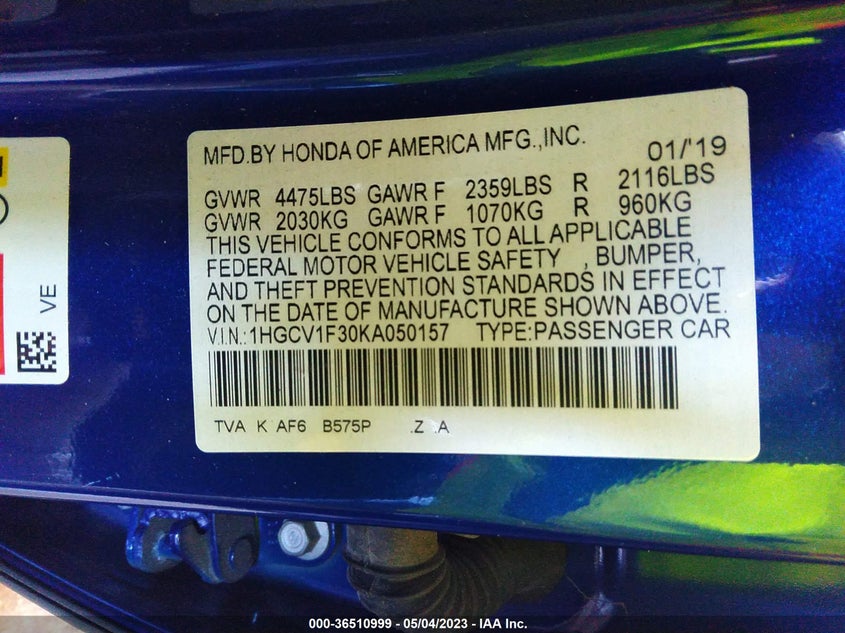 MFD.BY HONDA OF AMERICA MFG.,INC. 01/'19
GVWR 4475LBS GAWR F 2359LBS R 2116LBS
GVWR 2030KG GAWR F 1070KG R 960KG
THIS VEHICLE CONFORMS TO ALL APPLICABLE
FEDERAL MOTOR VEHICLE SAFETY , BUMPER,
AND THEFT PREVENTION STANDARDS IN EFFECT
ON THE DATE OF MANUFACTURE SHOWN ABOVE.
V.I.N.:1HGCV1F30KA050157 TYPE:PASSENGER CAR
TVA K AF6 B575P .Z .A
VE
000-36510999 - 05/04/2023 - IAA Inc.